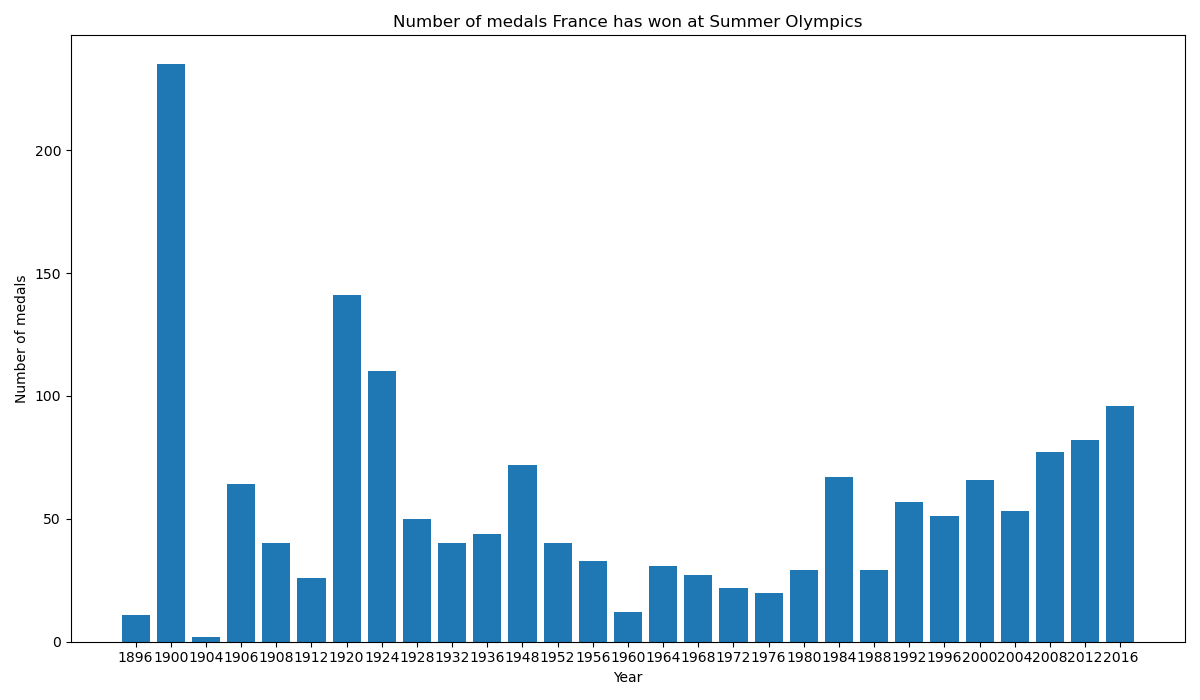 Number of medals France has won at Summer Olympics
Number of medals
200
150
100
50
0
1896 1900 1904 1906 1908 1912 1920 1924 1928 1932 1936 1948 1952 1956 1960 1964 1968 1972 1976 1980 1984 1988 1992 1996 2000 2004 2008 2012 2016
Year